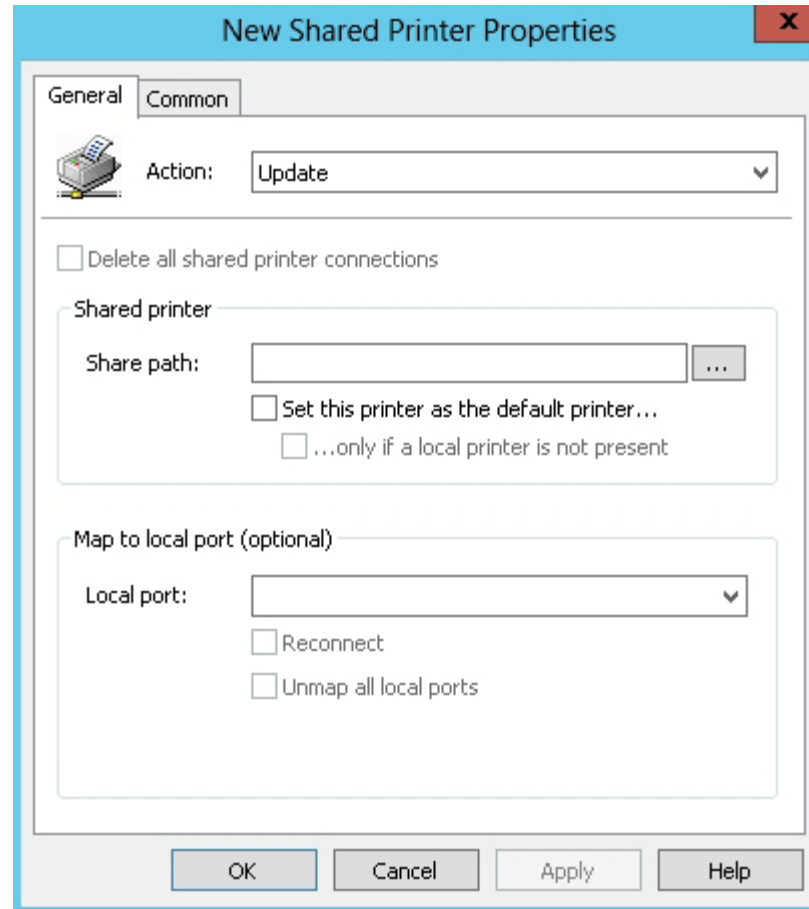 New Shared Printer Properties
x
General Common
Action: Update
Delete all shared printer connections
Shared printer
Share path: ...
Set this printer as the default printer...
...only if a local printer is not present
Map to local port (optional)
Local port:
Reconnect
Unmap all local ports
OK Cancel Apply Help